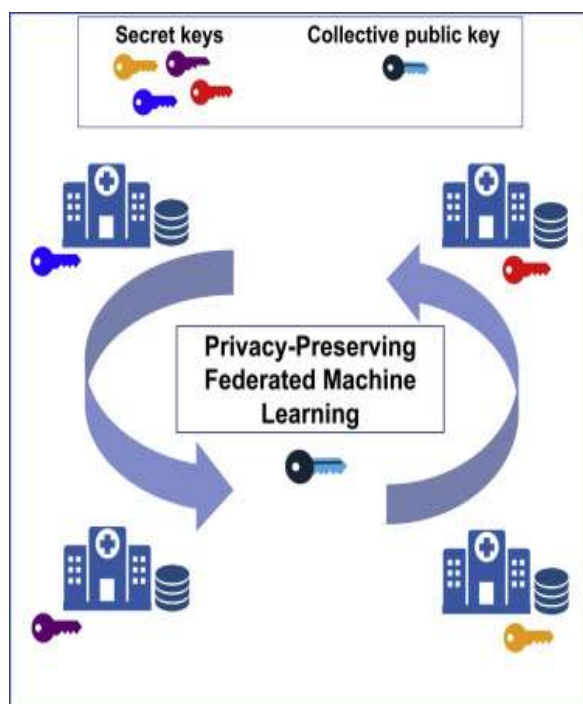 Secret keys
Collective public key
Privacy-Preserving
Federated Machine
Learning